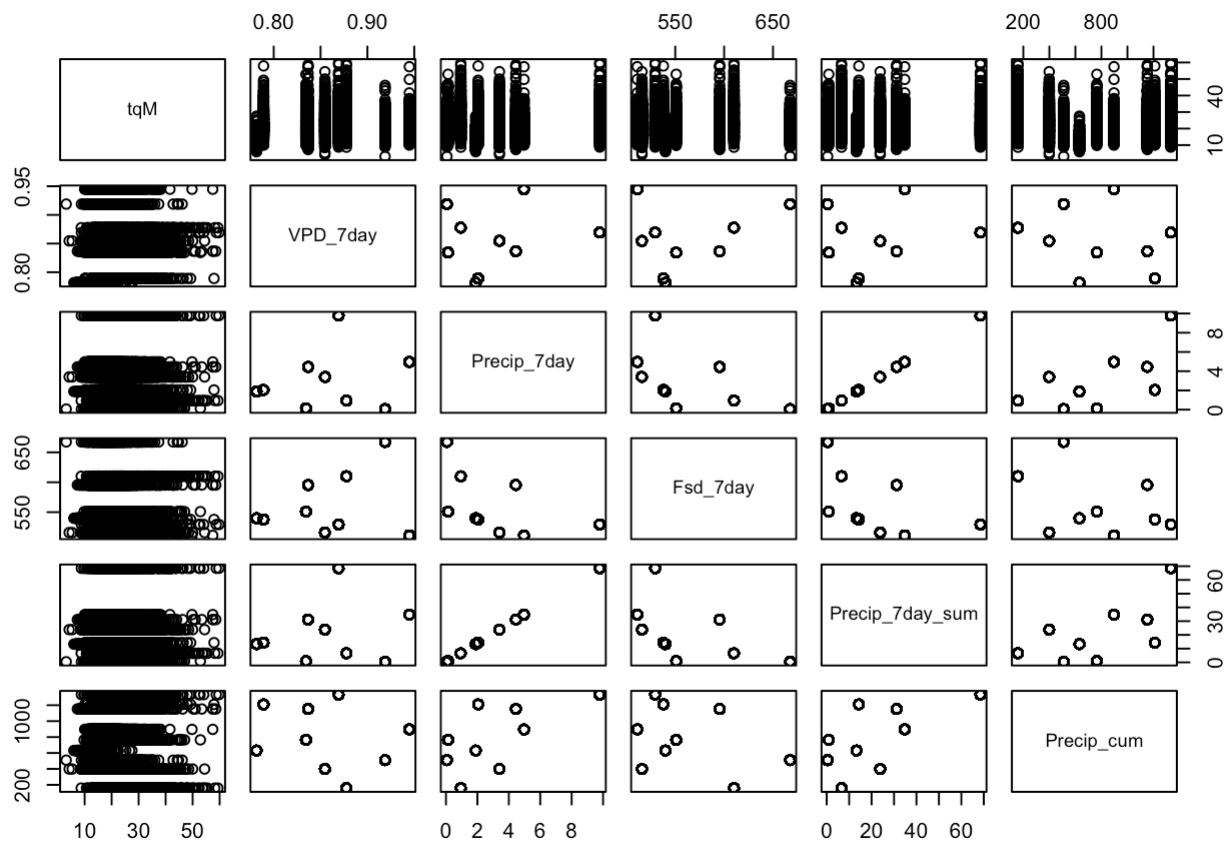 0.80 0.90 550 650 200 800
tqM 10 40
0.80 0.95 VPD_7day
Precip_7day 0 4 8
550 650 Fsd_7day
Precip_7day_sum 0 30 60
200 1000 Precip_cum
10 30 50 0 2 4 6 8 0 20 40 60